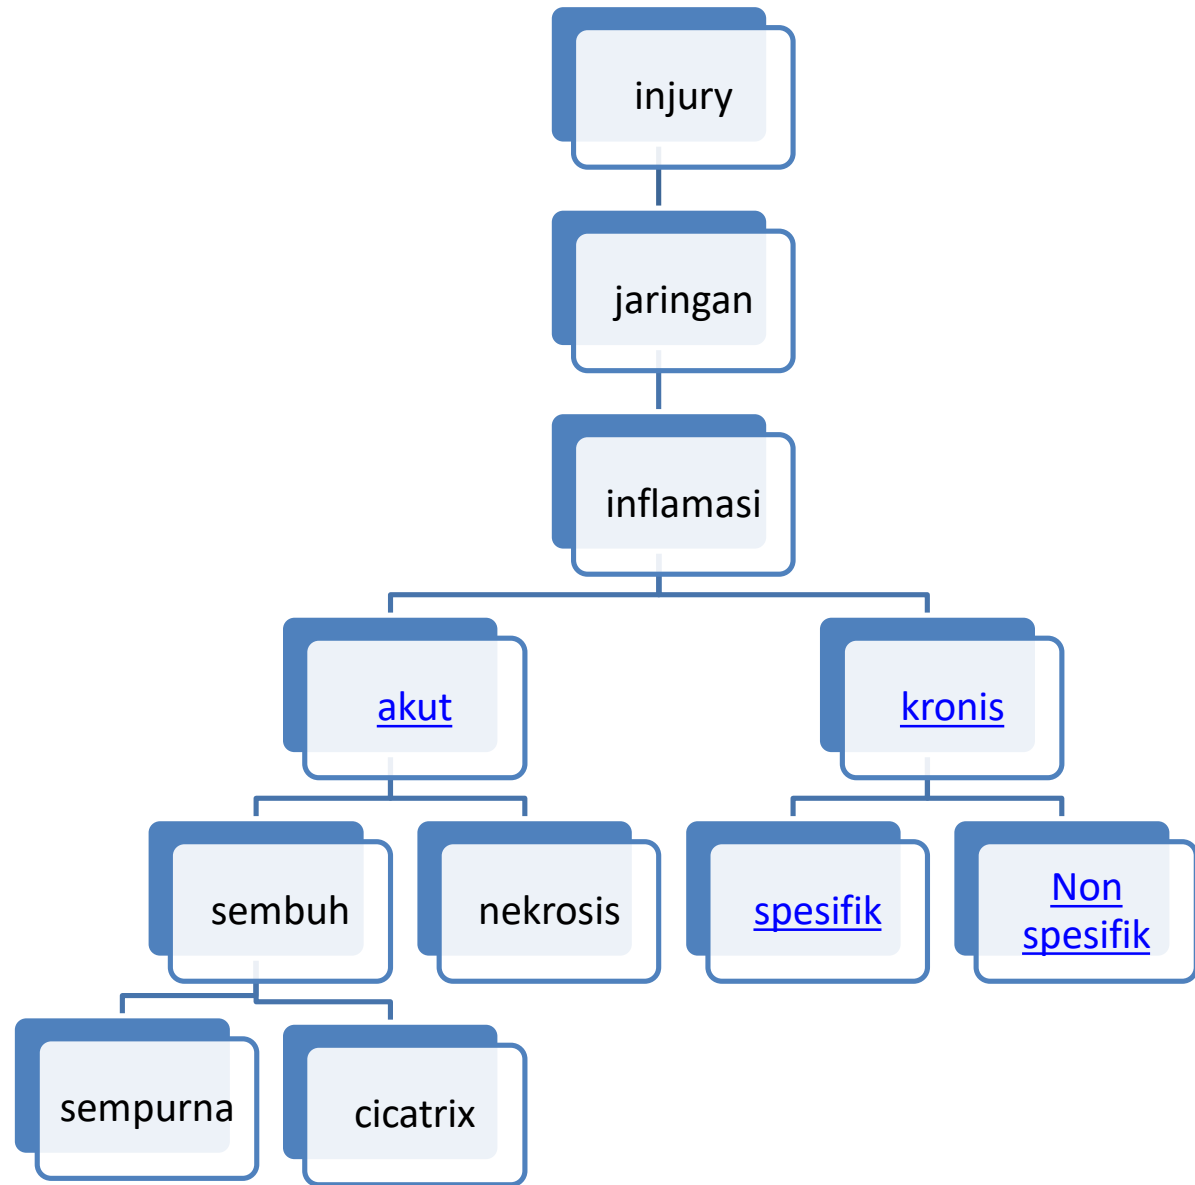 injury
jaringan
inflamasi
akut
kronis
sembuh
nekrosis
spesifik
Non
spesifik
sempurna
cicatrix